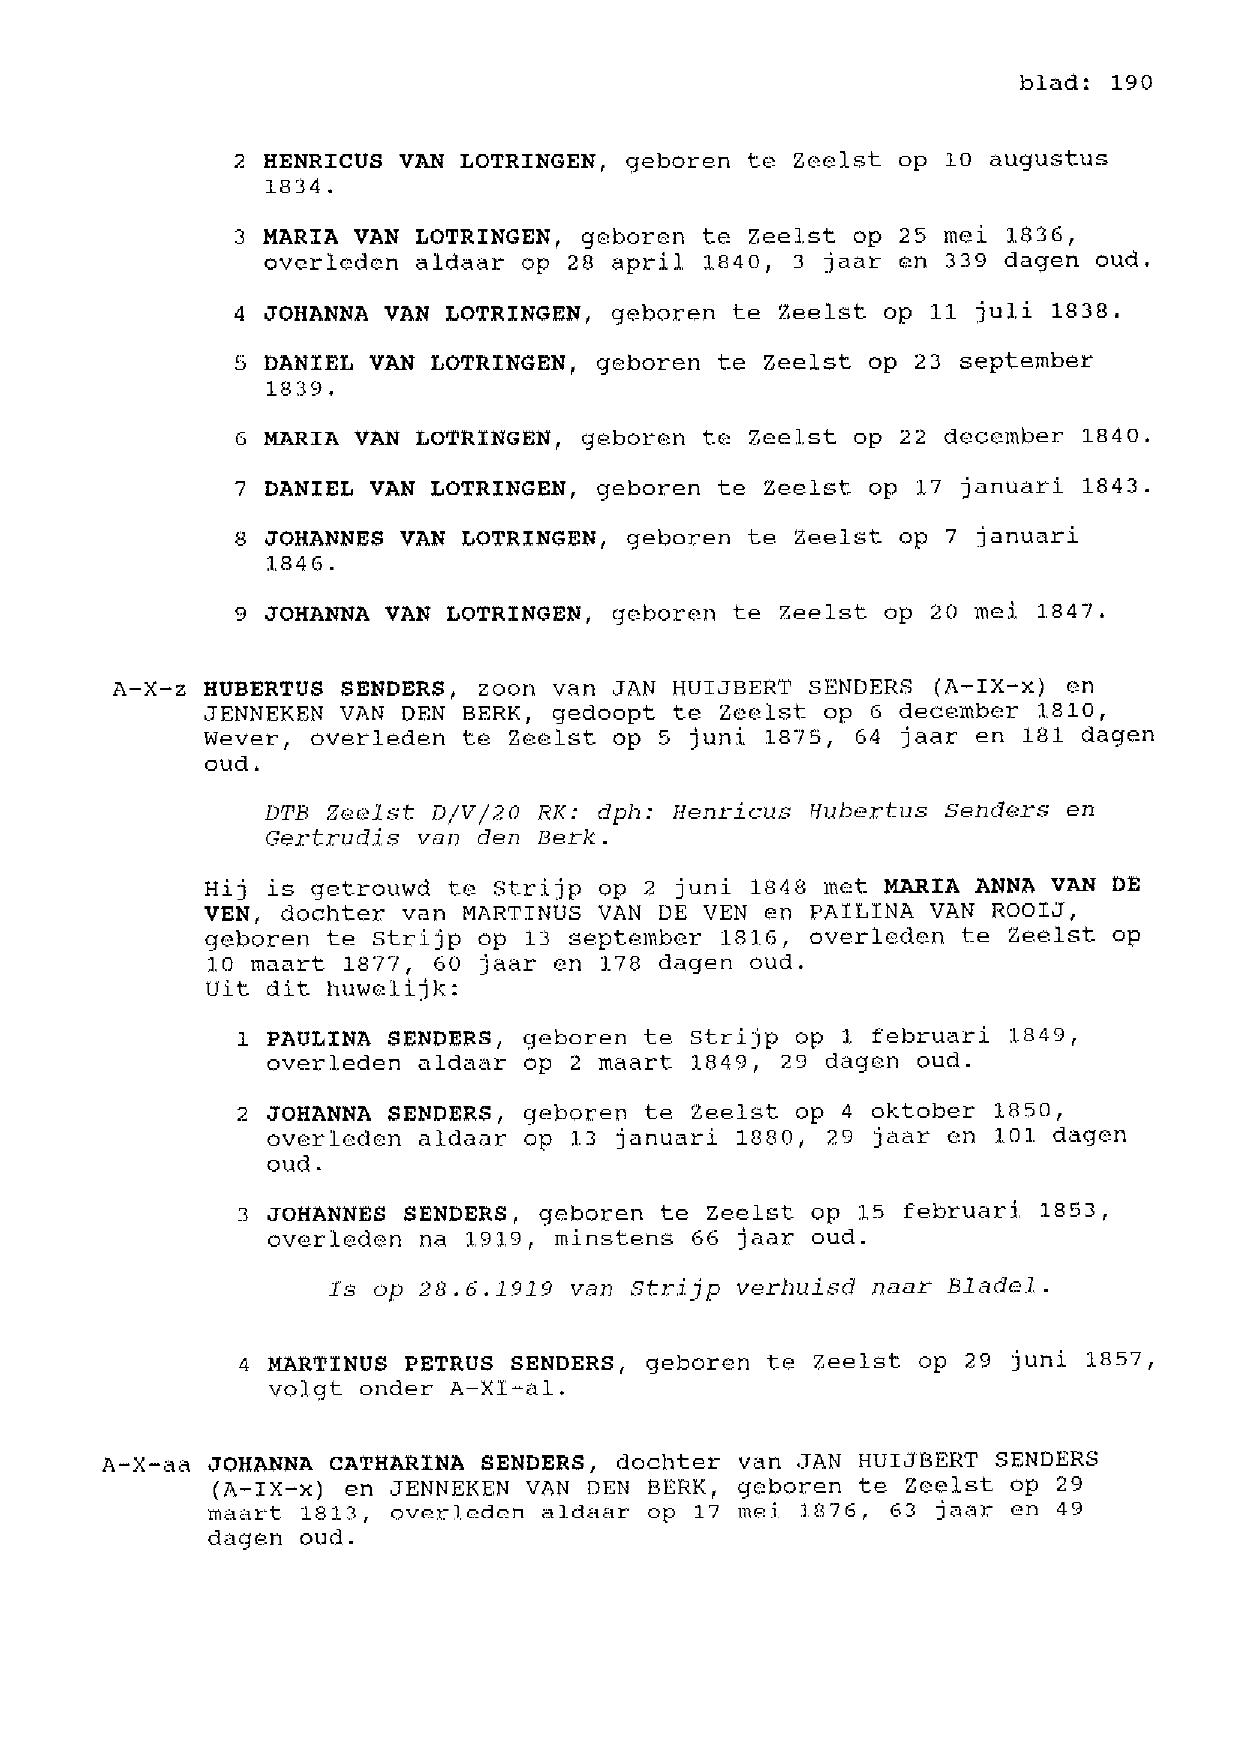 blad: 190
2 HENRICUS VAN LOTRINGEN, geboren te Zeelst op 10 augustus
1834.
3 MARIA VAN LOTRINGEN, geboren te Zeelst op 25 mei 1836,
overleden aldaar op 28 april 1840, 3 jaar en 339 dagen oud.
4 JOHANNA VAN LOTRINGEN, geboren te Zeelst op 11 juli 1838.
5 DANIEL VAN LOTRINGEN, geboren te Zeelst op 23 september
1839.
6 MARIA VAN LOTRINGEN, geboren te Zeelst op 22 december 1840.
7 DANIEL VAN LOTRINGEN, geboren te Zeelst op 17 januari 1843.
8 JOHANNES VAN LOTRINGEN, geboren te Zeelst op 7 januari
1846.
9 JOHANNA VAN LOTRINGEN, geboren te Zeelst op 20 mei 1847.
A-X-z HUBERTUS SENDERS, zoon van JAN HUIJBERT SENDERS (A-IX-x) en
JENNEKEN VAN DEN BERK, gedoopt te Zeelst op 6 december 1810,
Wever, overleden te Zeelst op 5 juni 1875, 64 jaar en 181 dagen
oud.
DTB Zeelst D/V/20 RK: dph: Henricus Hubertus Senders en
Gertrudis van den Berk.
Hij is getrouwd te Strijp op 2 juni 1848 met MARIA ANNA VAN DE
VEN, dochter van MARTINUS VAN DE VEN en PAILINA VAN ROOIJ,
geboren te Strijp op 13 september 1816, overleden te Zeelst op
10 maart 1877, 60 jaar en 178 dagen oud.
Uit dit huwelijk:
1 PAULINA SENDERS, geboren te Strijp op 1 februari 1849,
overleden aldaar op 2 maart 1849, 29 dagen oud.
2 JOHANNA SENDERS, geboren te Zeelst op 4 oktober 1850,
overleden aldaar op 13 januari 1880, 29 jaar en 101 dagen
oud.
3 JOHANNES SENDERS, geboren te Zeelst op 15 februari 1853,
overleden na 1919, minstens 66 jaar oud.
Is op 28.6.1919 van Strijp verhuisd naar Bladel.
4 MARTINUS PETRUS SENDERS, geboren te Zeelst op 29 juni 1857,
volgt onder A-XI-al.
A-X-aa JOHANNA CATHARINA SENDERS, dochter van JAN HUIJBERT SENDERS
(A-IX-x) en JENNEKEN VAN DEN BERK, geboren te Zeelst op 29
maart 1813, overleden aldaar op 17 mei 1876, 63 jaar en 49
dagen oud.